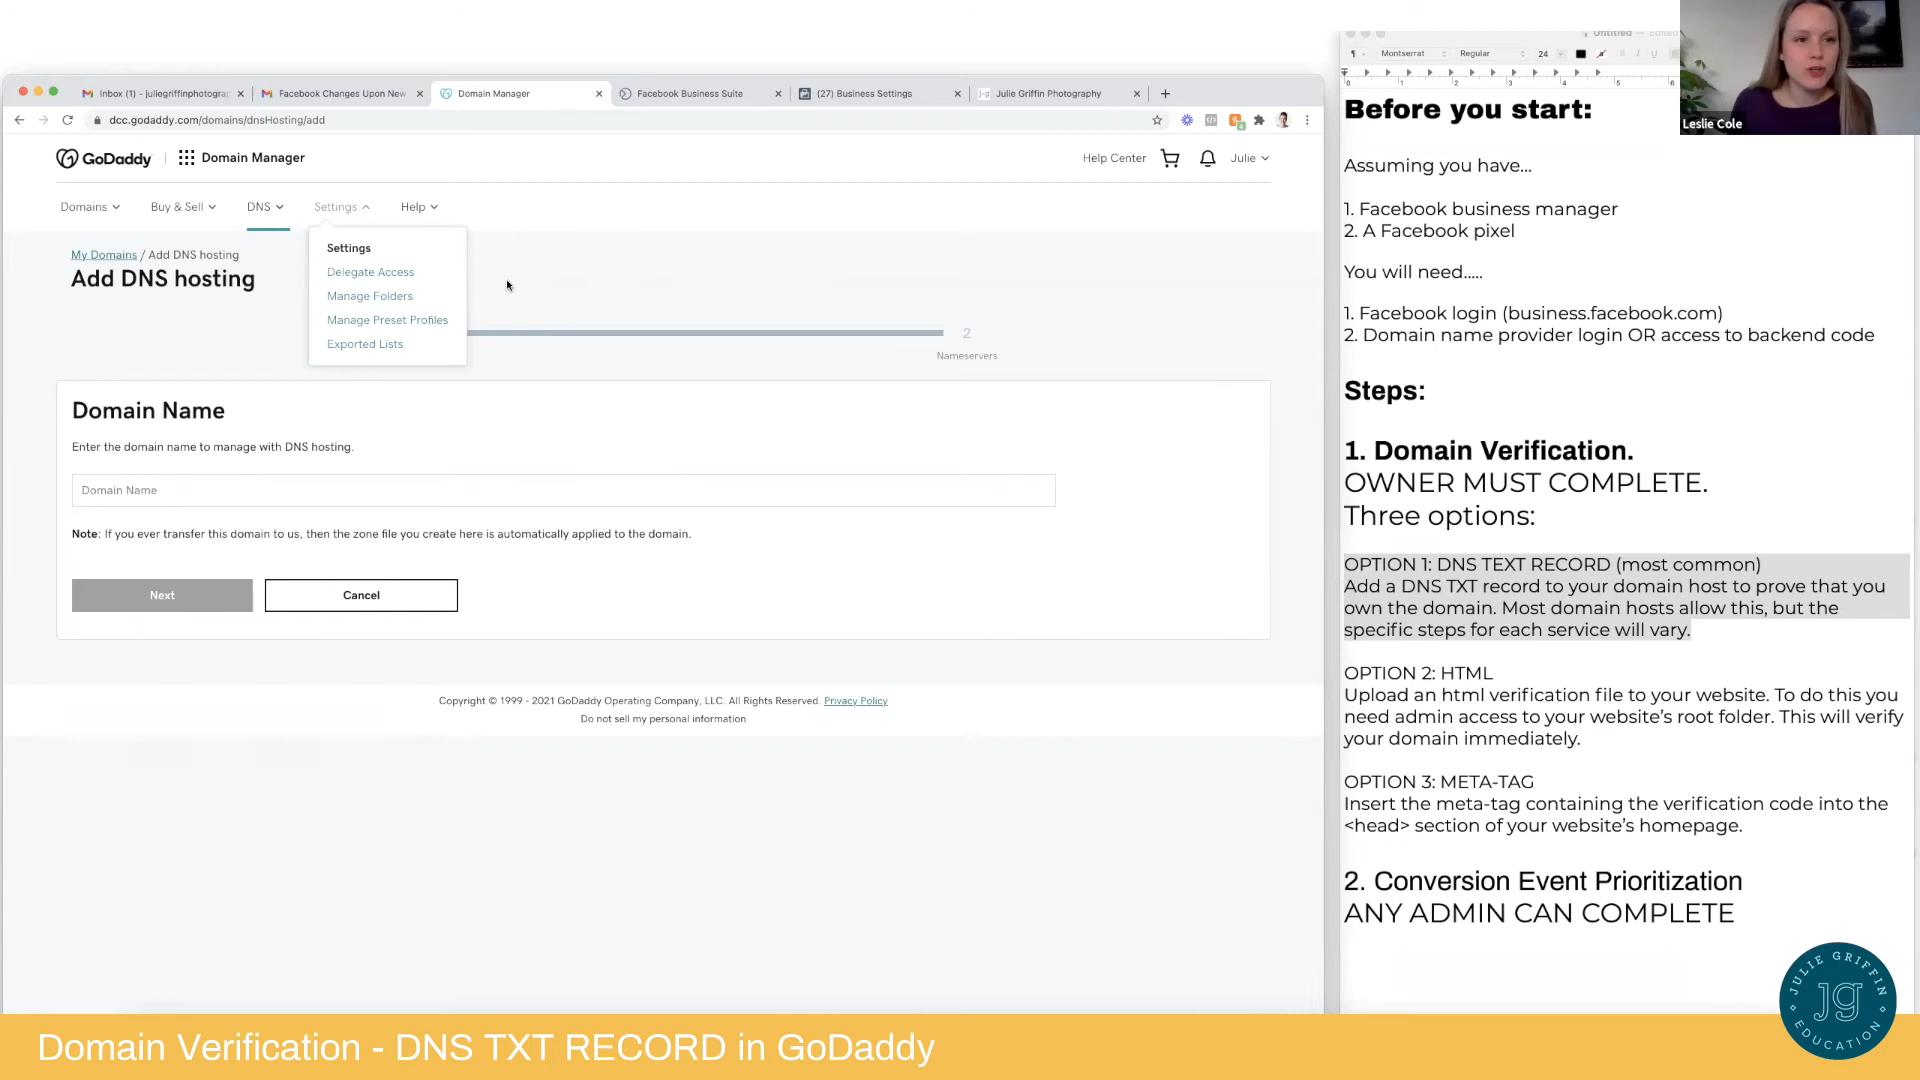 Inbox (1) - juliegriffinphotogra
Facebook Changes Upon New
Domain Manager
Facebook Business Suite
(27) Business Settings
Julie Griffin Photography
dcc.godaddy.com/domains/dnsHosting/add
GoDaddy
Domain Manager
Help Center
Julie
Domains
Buy & Sell
DNS
Settings
Help
Settings
Delegate Access
Manage Folders
Manage Preset Profiles
Exported Lists
My Domains / Add DNS hosting
Add DNS hosting
2
Nameservers
Domain Name
Enter the domain name to manage with DNS hosting.
Domain Name
Note: If you ever transfer this domain to us, then the zone file you create here is automatically applied to the domain.
Next
Cancel
Copyright © 1999 - 2021 GoDaddy Operating Company, LLC. All Rights Reserved. Privacy Policy
Do not sell my personal information
Untitled — Edited
Montserrat
Regular
24
B I U
0 1 2 3 4 5 6
Leslie Cole
Before you start:
Assuming you have...
1. Facebook business manager
2. A Facebook pixel
You will need.....
1. Facebook login (business.facebook.com)
2. Domain name provider login OR access to backend code
Steps:
1. Domain Verification.
OWNER MUST COMPLETE.
Three options:
OPTION 1: DNS TEXT RECORD (most common)
Add a DNS TXT record to your domain host to prove that you
own the domain. Most domain hosts allow this, but the
specific steps for each service will vary.
OPTION 2: HTML
Upload an html verification file to your website. To do this you
need admin access to your website's root folder. This will verify
your domain immediately.
OPTION 3: META-TAG
Insert the meta-tag containing the verification code into the
<head> section of your website's homepage.
2. Conversion Event Prioritization
ANY ADMIN CAN COMPLETE
JULIE GRIFFIN
jg
EDUCATION
Domain Verification - DNS TXT RECORD in GoDaddy